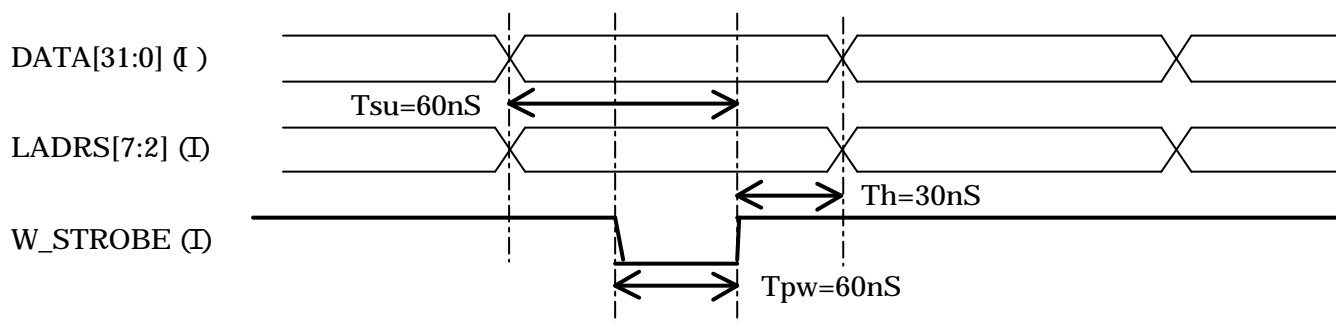 DATA[31:0] (I )
Tsu=60nS
LADRS[7:2] (I)
Th=30nS
W_STROBE (I)
Tpw=60nS